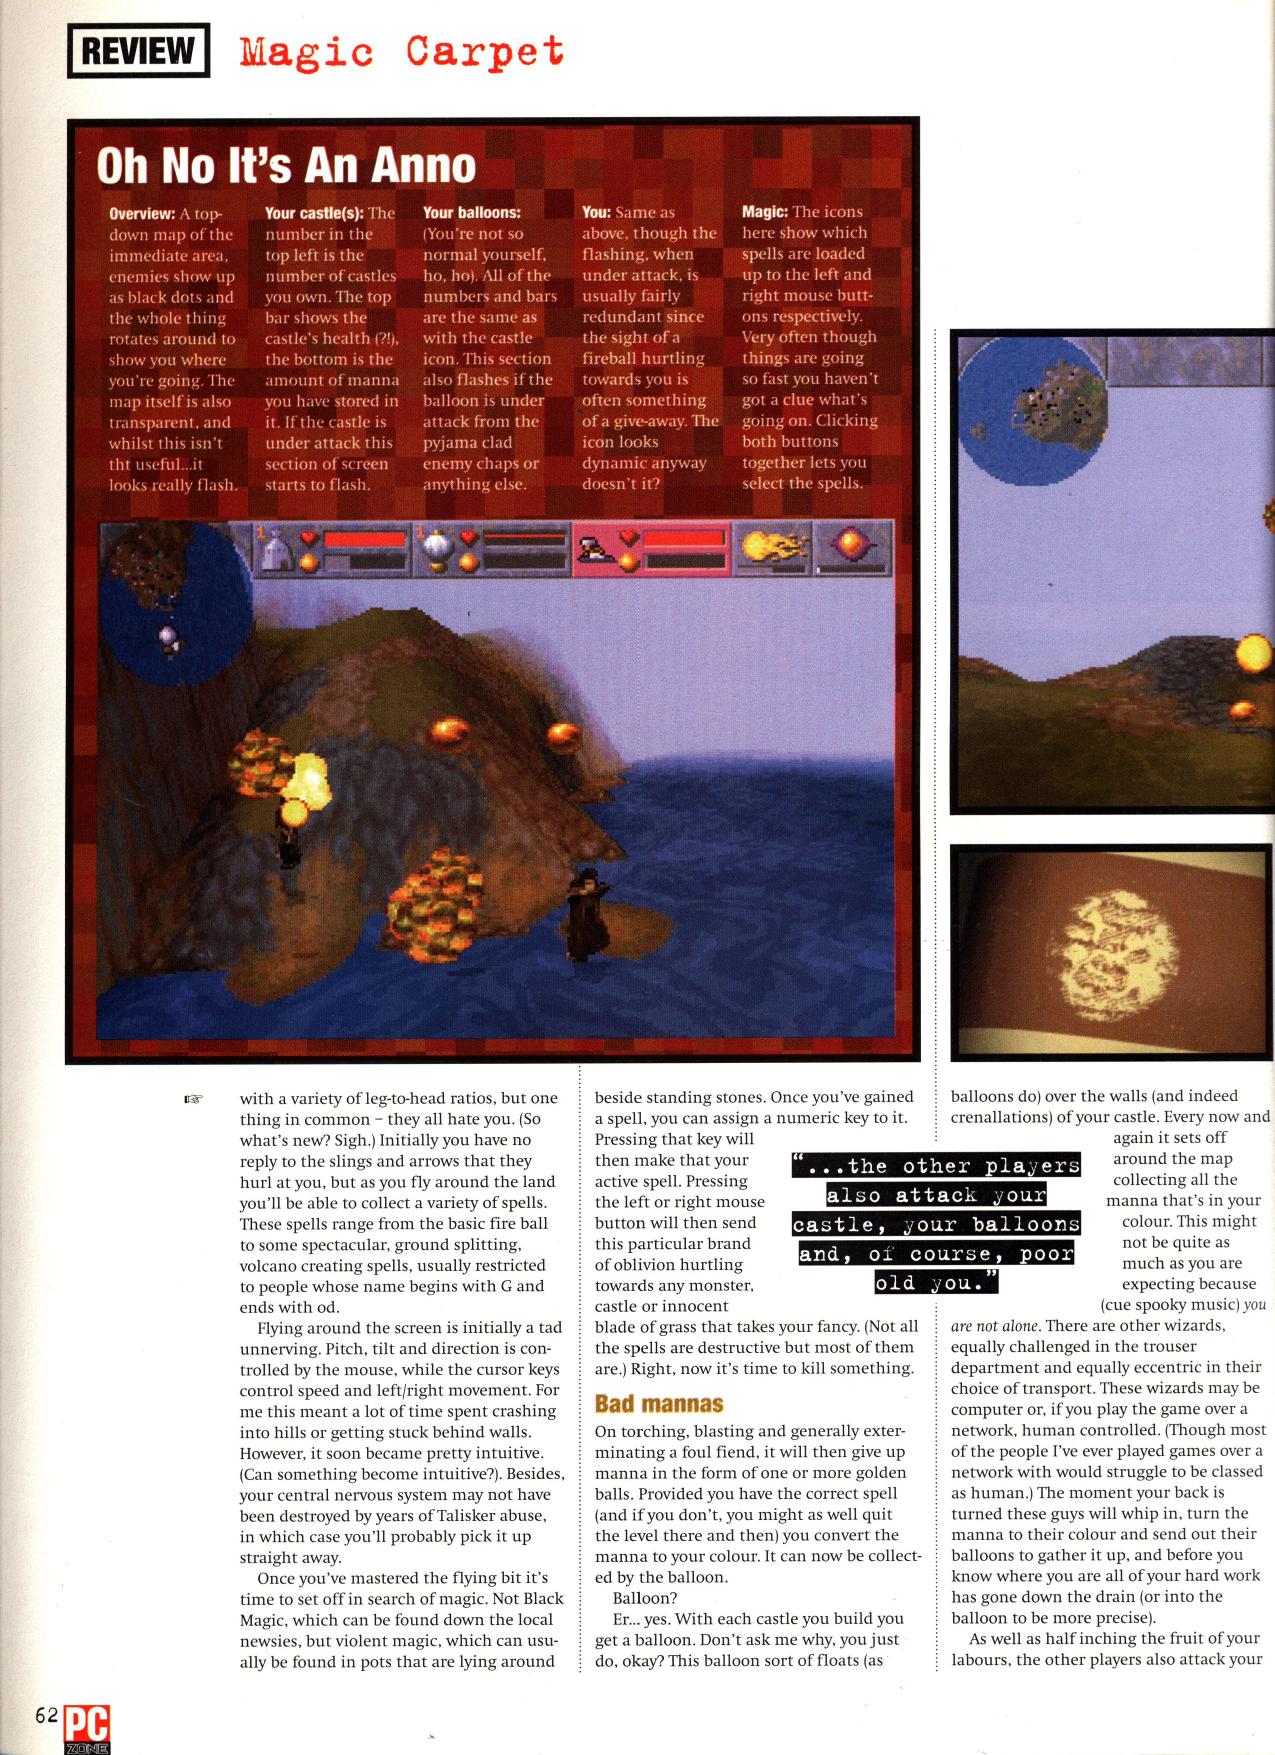 REVIEW Magic Carpet
Oh No It's An Anno
Overview: A top-
down map of the
immediate area,
enemies show up
as black dots and
the whole thing
rotates around to
show you where
you're going. The
map itself is also
transparent, and
whilst this isn't
tht useful...it
looks really flash.
Your castle(s): The
number in the
top left is the
number of castles
you own. The top
bar shows the
castle's health (?!),
the bottom is the
amount of manna
you have stored in
it. If the castle is
under attack this
section of screen
starts to flash.
Your balloons:
(You're not so
normal yourself,
ho, ho). All of the
numbers and bars
are the same as
with the castle
icon. This section
also flashes if the
balloon is under
attack from the
pyjama clad
enemy chaps or
anything else.
You: Same as
above, though the
flashing, when
under attack, is
usually fairly
redundant since
the sight of a
fireball hurtling
towards you is
often something
of a give-away. The
icon looks
dynamic anyway
doesn't it?
Magic: The icons
here show which
spells are loaded
up to the left and
right mouse butt-
ons respectively.
Very often though
things are going
so fast you haven't
got a clue what's
going on. Clicking
both buttons
together lets you
select the spells.
1
1
☞ with a variety of leg-to-head ratios, but one
thing in common – they all hate you. (So
what's new? Sigh.) Initially you have no
reply to the slings and arrows that they
hurl at you, but as you fly around the land
you'll be able to collect a variety of spells.
These spells range from the basic fire ball
to some spectacular, ground splitting,
volcano creating spells, usually restricted
to people whose name begins with G and
ends with od.
Flying around the screen is initially a tad
unnerving. Pitch, tilt and direction is con-
trolled by the mouse, while the cursor keys
control speed and left/right movement. For
me this meant a lot of time spent crashing
into hills or getting stuck behind walls.
However, it soon became pretty intuitive.
(Can something become intuitive?). Besides,
your central nervous system may not have
been destroyed by years of Talisker abuse,
in which case you'll probably pick it up
straight away.
Once you've mastered the flying bit it's
time to set off in search of magic. Not Black
Magic, which can be found down the local
newsies, but violent magic, which can usu-
ally be found in pots that are lying around
beside standing stones. Once you've gained
a spell, you can assign a numeric key to it.
Pressing that key will
then make that your
active spell. Pressing
the left or right mouse
button will then send
this particular brand
of oblivion hurtling
towards any monster,
castle or innocent
blade of grass that takes your fancy. (Not all
the spells are destructive but most of them
are.) Right, now it's time to kill something.
Bad mannas
On torching, blasting and generally exter-
minating a foul fiend, it will then give up
manna in the form of one or more golden
balls. Provided you have the correct spell
(and if you don't, you might as well quit
the level there and then) you convert the
manna to your colour. It can now be collect-
ed by the balloon.
Balloon?
Er... yes. With each castle you build you
get a balloon. Don't ask me why, you just
do, okay? This balloon sort of floats (as
"...the other players
also attack your
castle, your balloons
and, of course, poor
old you."
balloons do) over the walls (and indeed
crenallations) of your castle. Every now and
again it sets off
around the map
collecting all the
manna that's in your
colour. This might
not be quite as
much as you are
expecting because
(cue spooky music) you
are not alone. There are other wizards,
equally challenged in the trouser
department and equally eccentric in their
choice of transport. These wizards may be
computer or, if you play the game over a
network, human controlled. (Though most
of the people I've ever played games over a
network with would struggle to be classed
as human.) The moment your back is
turned these guys will whip in, turn the
manna to their colour and send out their
balloons to gather it up, and before you
know where you are all of your hard work
has gone down the drain (or into the
balloon to be more precise).
As well as half inching the fruit of your
labours, the other players also attack your
62 PC
ZONE